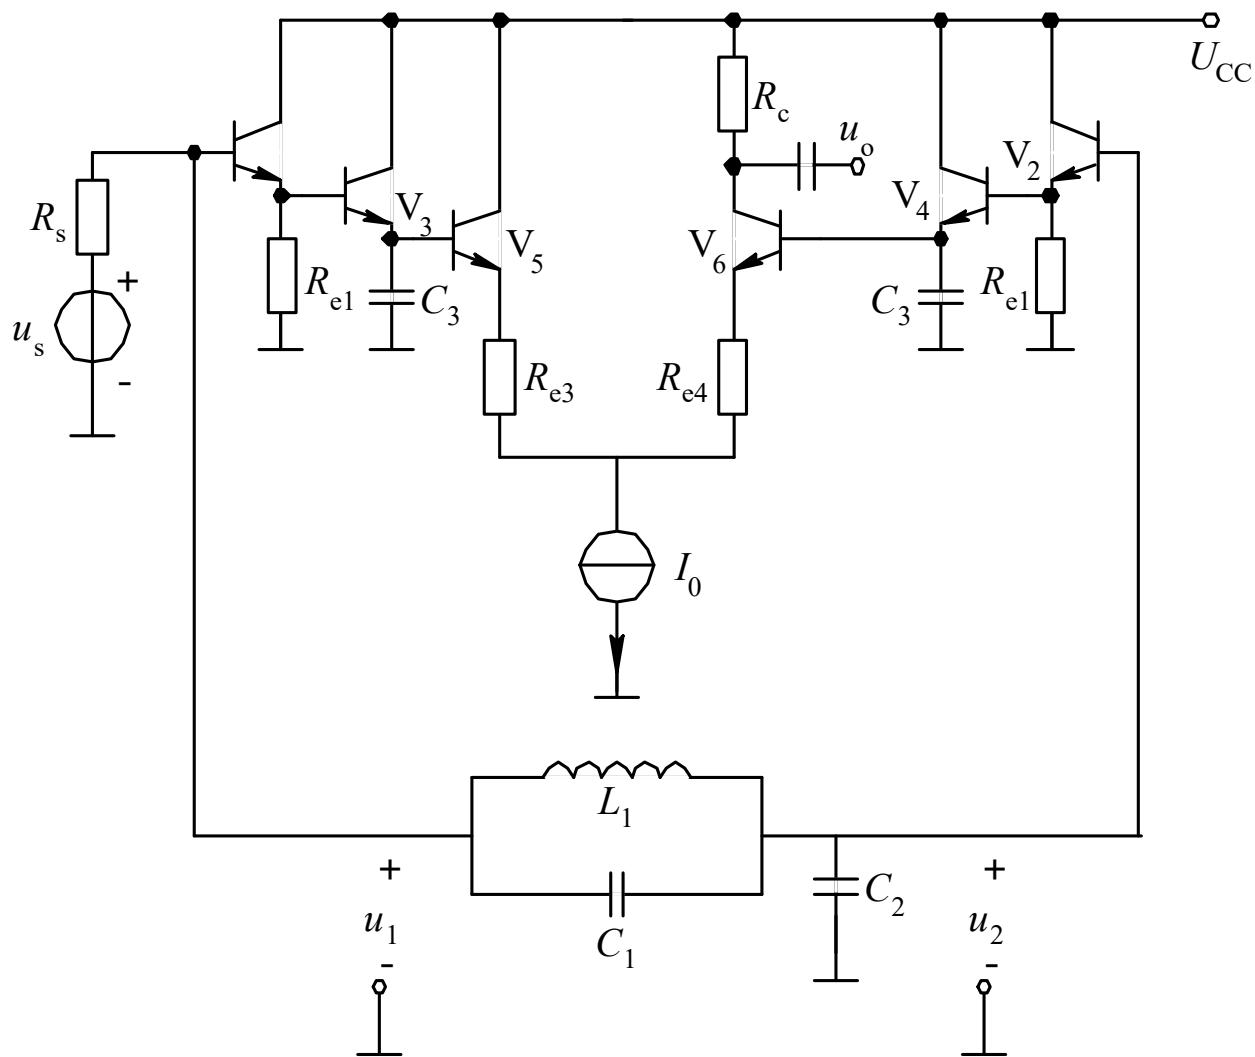 U_CC
R_c
u_o
V_2
V_3
V_4
R_s
V_5
V_6
+
R_e1
C_3
C_3
R_e1
u_s
-
R_e3
R_e4
I_0
L_1
+
+
C_2
u_1
u_2
C_1
-
-